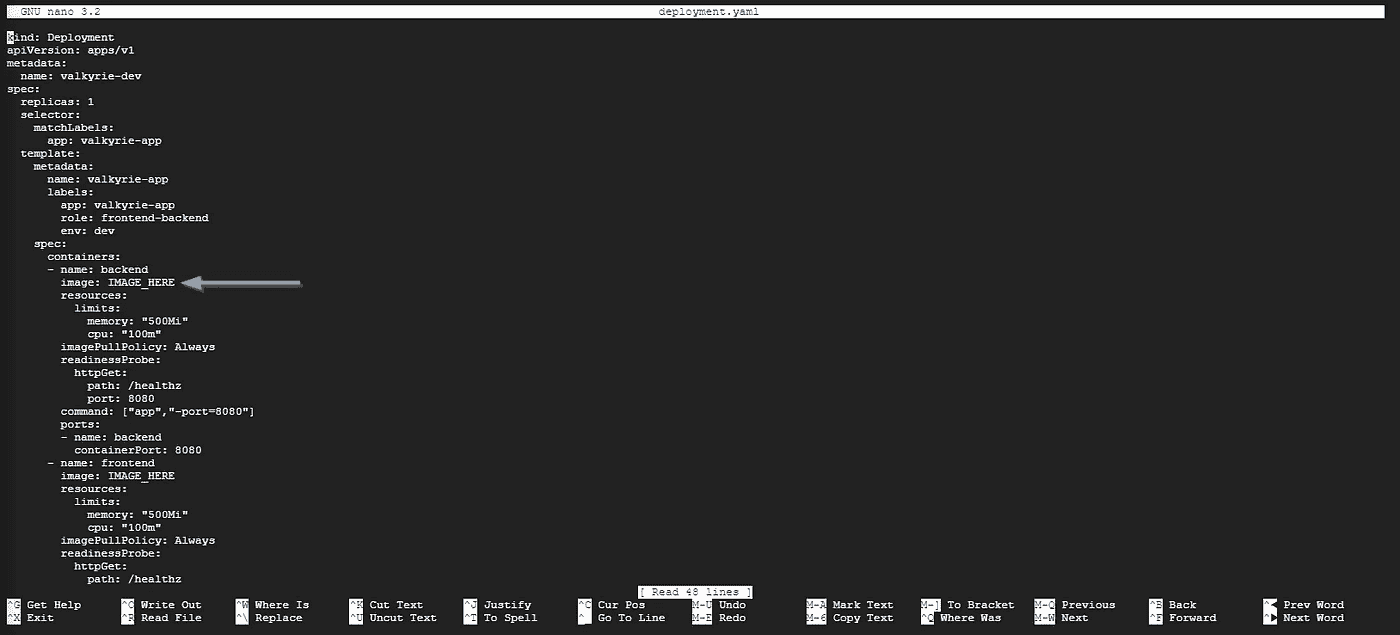 GNU nano 3.2 deployment.yaml
kind: Deployment
apiVersion: apps/v1
metadata:
  name: valkyrie-dev
spec:
  replicas: 1
  selector:
    matchLabels:
      app: valkyrie-app
  template:
    metadata:
      name: valkyrie-app
      labels:
        app: valkyrie-app
        role: frontend-backend
        env: dev
    spec:
      containers:
      - name: backend
        image: IMAGE_HERE
        resources:
          limits:
            memory: "500Mi"
            cpu: "100m"
        imagePullPolicy: Always
        readinessProbe:
          httpGet:
            path: /healthz
            port: 8080
        command: ["app","-port=8080"]
        ports:
        - name: backend
          containerPort: 8080
      - name: frontend
        image: IMAGE_HERE
        resources:
          limits:
            memory: "500Mi"
            cpu: "100m"
        imagePullPolicy: Always
        readinessProbe:
          httpGet:
            path: /healthz
[ Read 48 lines ]
^G Get Help ^O Write Out ^W Where Is ^K Cut Text ^J Justify ^C Cur Pos M-U Undo M-A Mark Text M-] To Bracket M-Q Previous ^B Back Prev Word
^X Exit ^R Read File ^\ Replace ^U Uncut Text ^T To Spell ^_ Go To Line M-E Redo M-6 Copy Text ^Q Where Was M-W Next ^F Forward Next Word